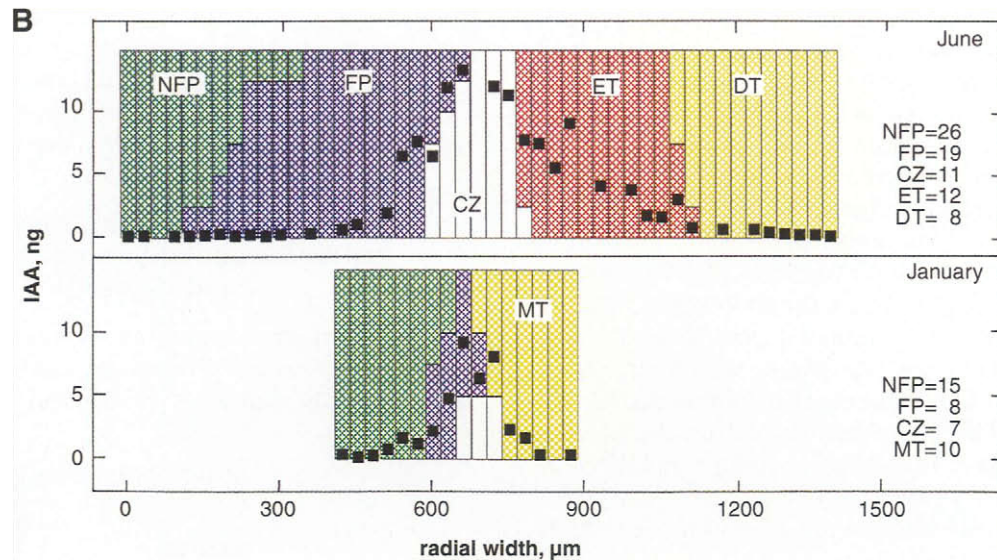 B
June
NFP FP ET DT
CZ
NFP=26
FP=19
CZ=11
ET=12
DT= 8
10
5
0
IAA, ng
January
MT
NFP=15
FP= 8
CZ= 7
MT=10
10
5
0
0 300 600 900 1200 1500
radial width, µm